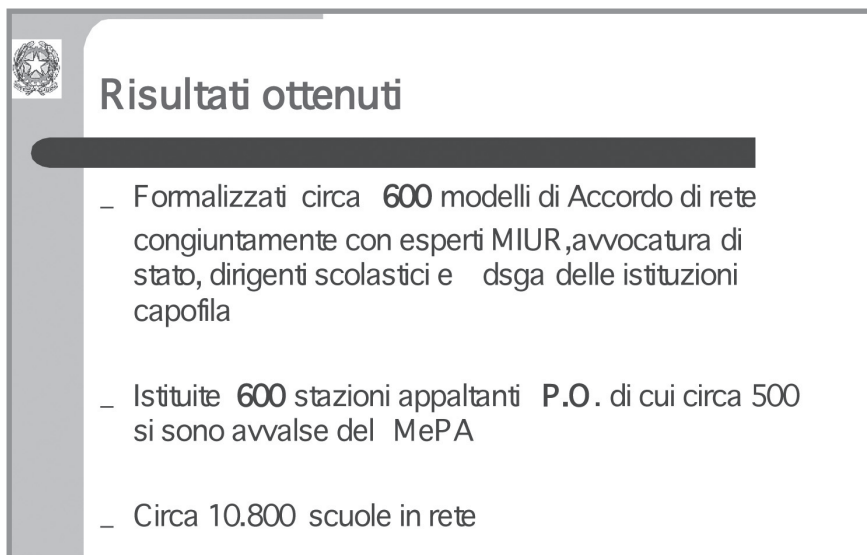 Risultati ottenuti
_ Formalizzati circa 600 modelli di Accordo di rete
congiuntamente con esperti MIUR,avvocatura di
stato, dirigenti scolastici e dsga delle istituzioni
capofila
_ Istituite 600 stazioni appaltanti P.O. di cui circa 500
si sono avvalse del MePA
_ Circa 10.800 scuole in rete